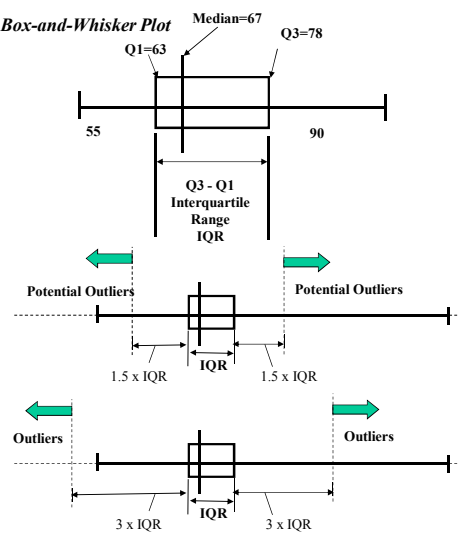 Box-and-Whisker Plot
Median=67
Q1=63
Q3=78
55
90
Q3 - Q1
Interquartile
Range
IQR
Potential Outliers
Potential Outliers
IQR
1.5 x IQR
1.5 x IQR
Outliers
Outliers
IQR
3 x IQR
3 x IQR